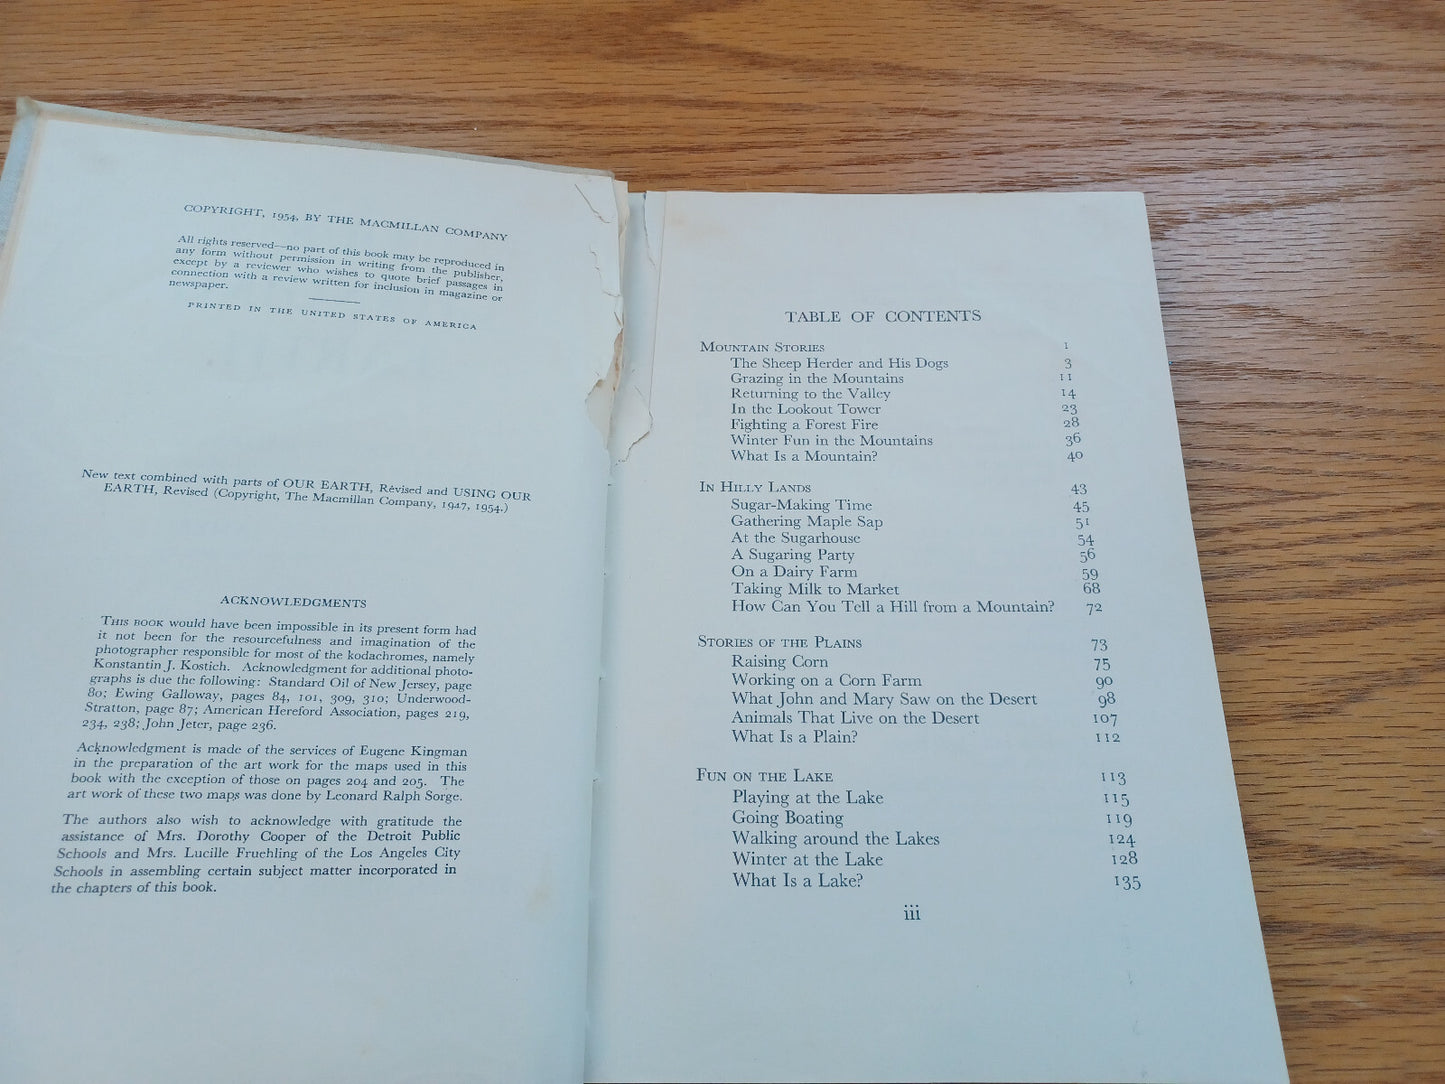 COPYRIGHT, 1954, BY THE MACMILLAN COMPANY
All rights reserved—no part of this book may be reproduced in
any form without permission in writing from the publisher,
except by a reviewer who wishes to quote brief passages in
connection with a review written for inclusion in magazine or
newspaper.
PRINTED IN THE UNITED STATES OF AMERICA
New text combined with parts of OUR EARTH, Revised and USING OUR
EARTH, Revised (Copyright, The Macmillan Company, 1947, 1954.)
ACKNOWLEDGMENTS
THIS BOOK would have been impossible in its present form had
it not been for the resourcefulness and imagination of the
photographer responsible for most of the kodachromes, namely
Konstantin J. Kostich. Acknowledgment for additional photo-
graphs is due the following: Standard Oil of New Jersey, page
80; Ewing Galloway, pages 84, 101, 309, 310; Underwood-
Stratton, page 87; American Hereford Association, pages 219,
234, 238; John Jeter, page 236.
Acknowledgment is made of the services of Eugene Kingman
in the preparation of the art work for the maps used in this
book with the exception of those on pages 204 and 205. The
art work of these two maps was done by Leonard Ralph Sorge.
The authors also wish to acknowledge with gratitude the
assistance of Mrs. Dorothy Cooper of the Detroit Public
Schools and Mrs. Lucille Fruehling of the Los Angeles City
Schools in assembling certain subject matter incorporated in
the chapters of this book.
TABLE OF CONTENTS
MOUNTAIN STORIES 1
The Sheep Herder and His Dogs 3
Grazing in the Mountains 11
Returning to the Valley 14
In the Lookout Tower 23
Fighting a Forest Fire 28
Winter Fun in the Mountains 36
What Is a Mountain? 40
IN HILLY LANDS 43
Sugar-Making Time 45
Gathering Maple Sap 51
At the Sugarhouse 54
A Sugaring Party 56
On a Dairy Farm 59
Taking Milk to Market 68
How Can You Tell a Hill from a Mountain? 72
STORIES OF THE PLAINS 73
Raising Corn 75
Working on a Corn Farm 90
What John and Mary Saw on the Desert 98
Animals That Live on the Desert 107
What Is a Plain? 112
FUN ON THE LAKE 113
Playing at the Lake 115
Going Boating 119
Walking around the Lakes 124
Winter at the Lake 128
What Is a Lake? 135
iii